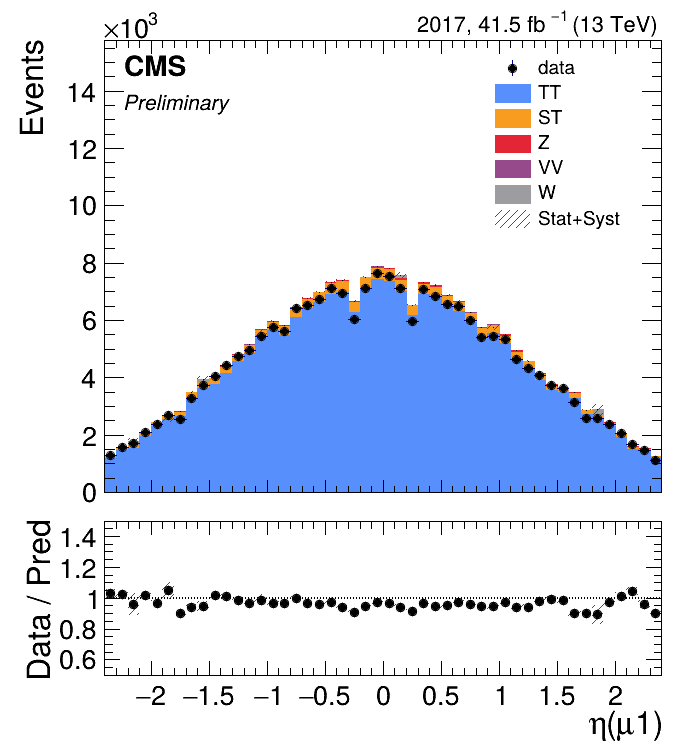 ×10³
2017, 41.5 fb⁻¹ (13 TeV)
Events
CMS
Preliminary
data
TT
ST
Z
VV
W
Stat+Syst
14
12
10
8
6
4
2
0
Data / Pred
1.4
1.2
1
0.8
0.6
−2 −1.5 −1 −0.5 0 0.5 1 1.5 2
η(μ1)